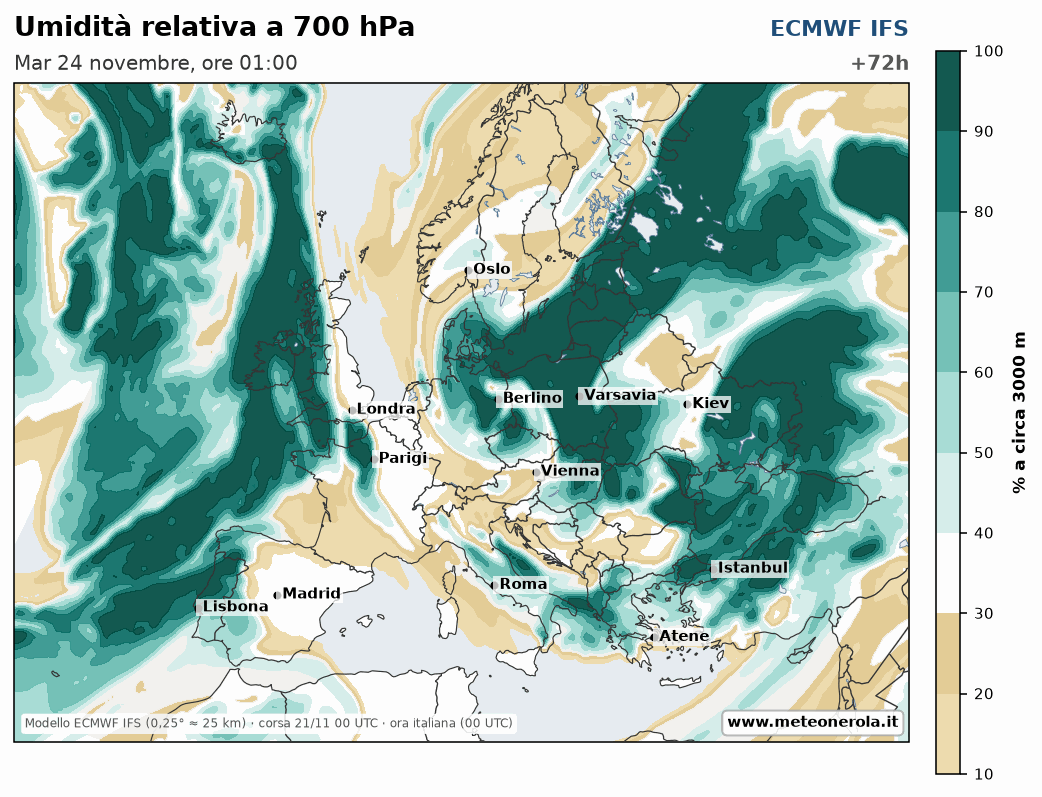 Umidità relativa a 700 hPa
ECMWF IFS
Mar 24 novembre, ore 01:00
+72h
100
90
80
70
60
50
40
30
20
10
% a circa 3000 m
Oslo
Berlino
Varsavia
Kiev
Londra
Parigi
Vienna
Istanbul
Roma
Madrid
Lisbona
Atene
Modello ECMWF IFS (0,25° ≈ 25 km) · corsa 21/11 00 UTC · ora italiana (00 UTC)
www.meteonerola.it